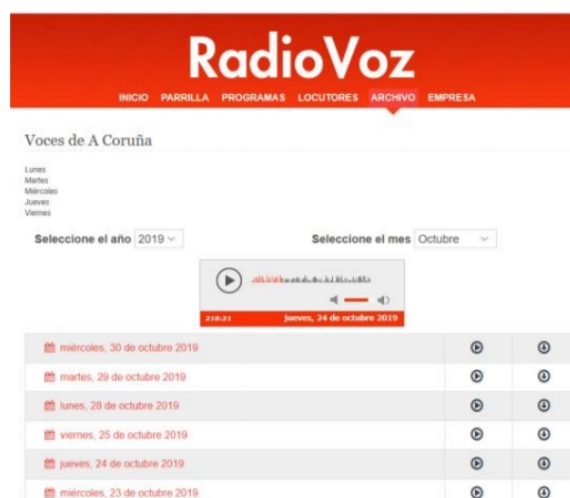 RadioVoz
INICIO PARRILLA PROGRAMAS LOCUTORES ARCHIVO EMPRESA
Voces de A Coruña
Lunes
Martes
Miércoles
Jueves
Viernes
Seleccione el año 2019 Seleccione el mes Octubre
218:21 jueves, 24 de octubre 2019
miércoles, 30 de octubre 2019
martes, 29 de octubre 2019
lunes, 28 de octubre 2019
viernes, 25 de octubre 2019
jueves, 24 de octubre 2019
miércoles, 23 de octubre 2019